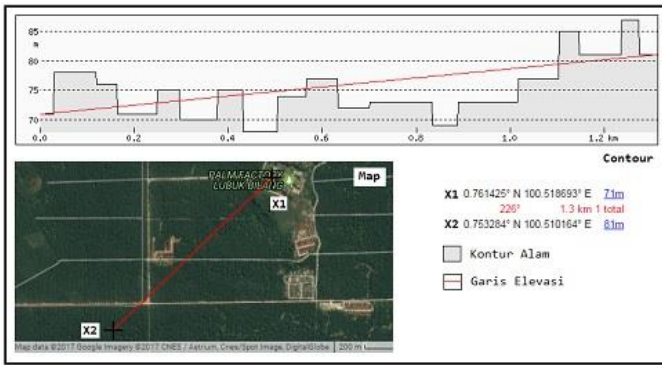 85
m
80
75
70
0.0 0.2 0.4 0.6 0.8 1.0 1.2 km
Contour
PALM FACTORY
LUBUK BILANG
Map
X1
X2
Map data ©2017 Google Imagery ©2017 CNES / Astrium, Cnes/Spot Image, DigitalGlobe 200 m
X1 0.761425° N 100.518693° E 71m
226° 1.3 km 1 total
X2 0.753284° N 100.510164° E 81m
Kontur Alam
Garis Elevasi